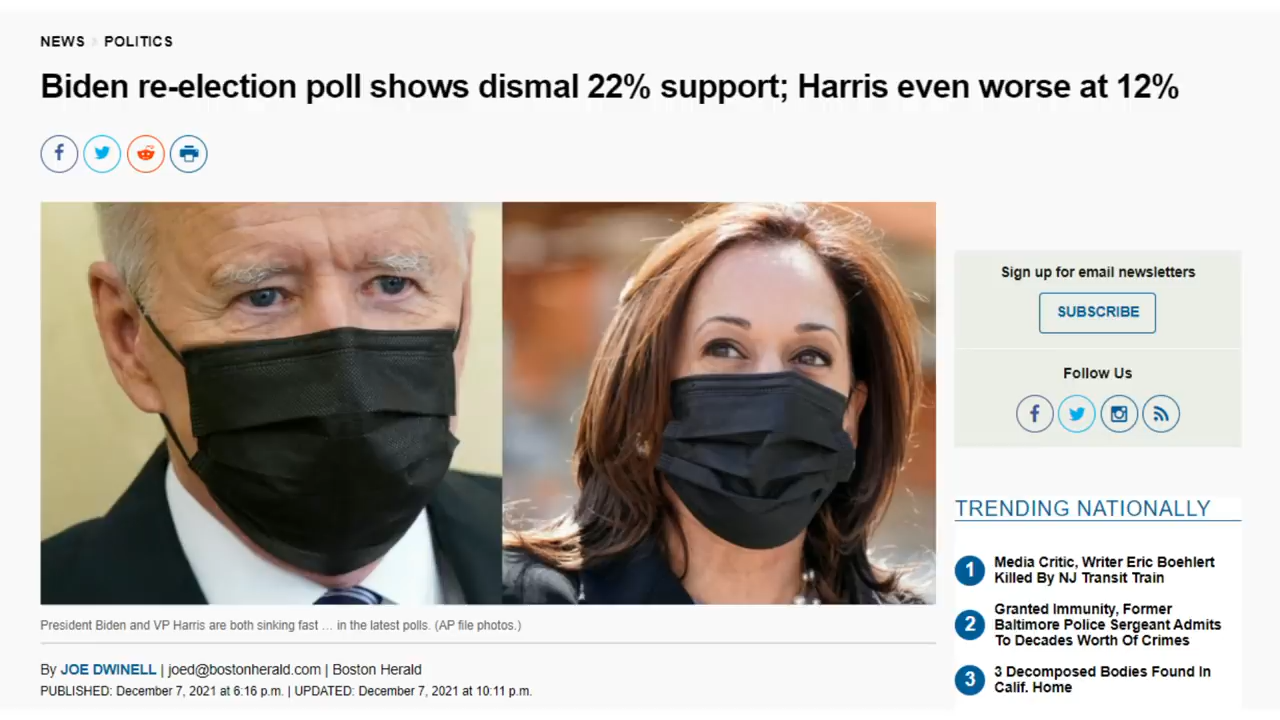 NEWS POLITICS
Biden re-election poll shows dismal 22% support; Harris even worse at 12%
Sign up for email newsletters
SUBSCRIBE
Follow Us
TRENDING NATIONALLY
1 Media Critic, Writer Eric Boehlert
Killed By NJ Transit Train
2 Granted Immunity, Former
Baltimore Police Sergeant Admits
To Decades Worth Of Crimes
3 3 Decomposed Bodies Found In
Calif. Home
President Biden and VP Harris are both sinking fast … in the latest polls. (AP file photos.)
By JOE DWINELL | joed@bostonherald.com | Boston Herald
PUBLISHED: December 7, 2021 at 6:16 p.m. | UPDATED: December 7, 2021 at 10:11 p.m.